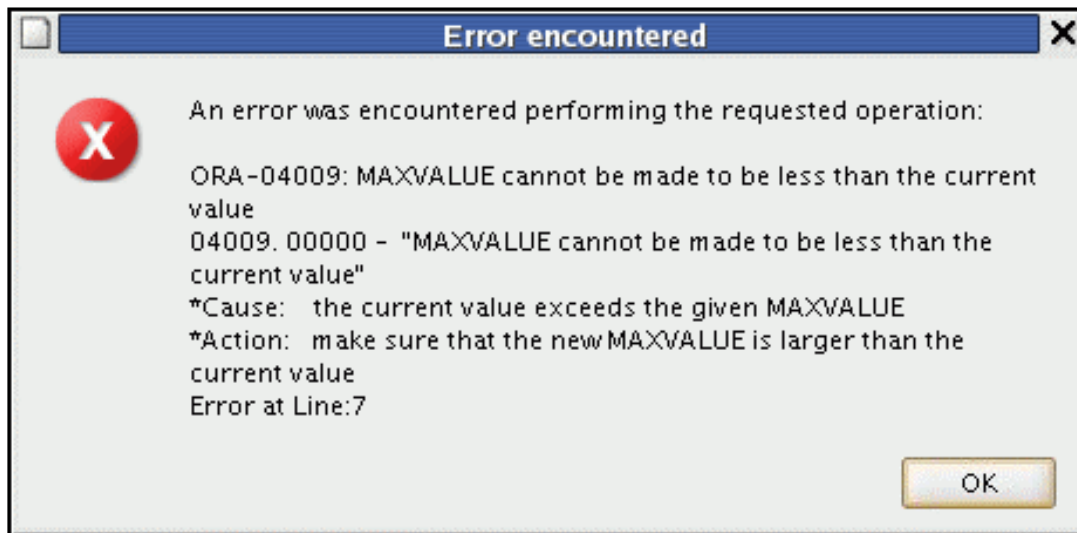 Error encountered
An error was encountered performing the requested operation:
ORA-04009: MAXVALUE cannot be made to be less than the current
value
04009. 00000 - "MAXVALUE cannot be made to be less than the
current value"
*Cause: the current value exceeds the given MAXVALUE
*Action: make sure that the new MAXVALUE is larger than the
current value
Error at Line:7
OK